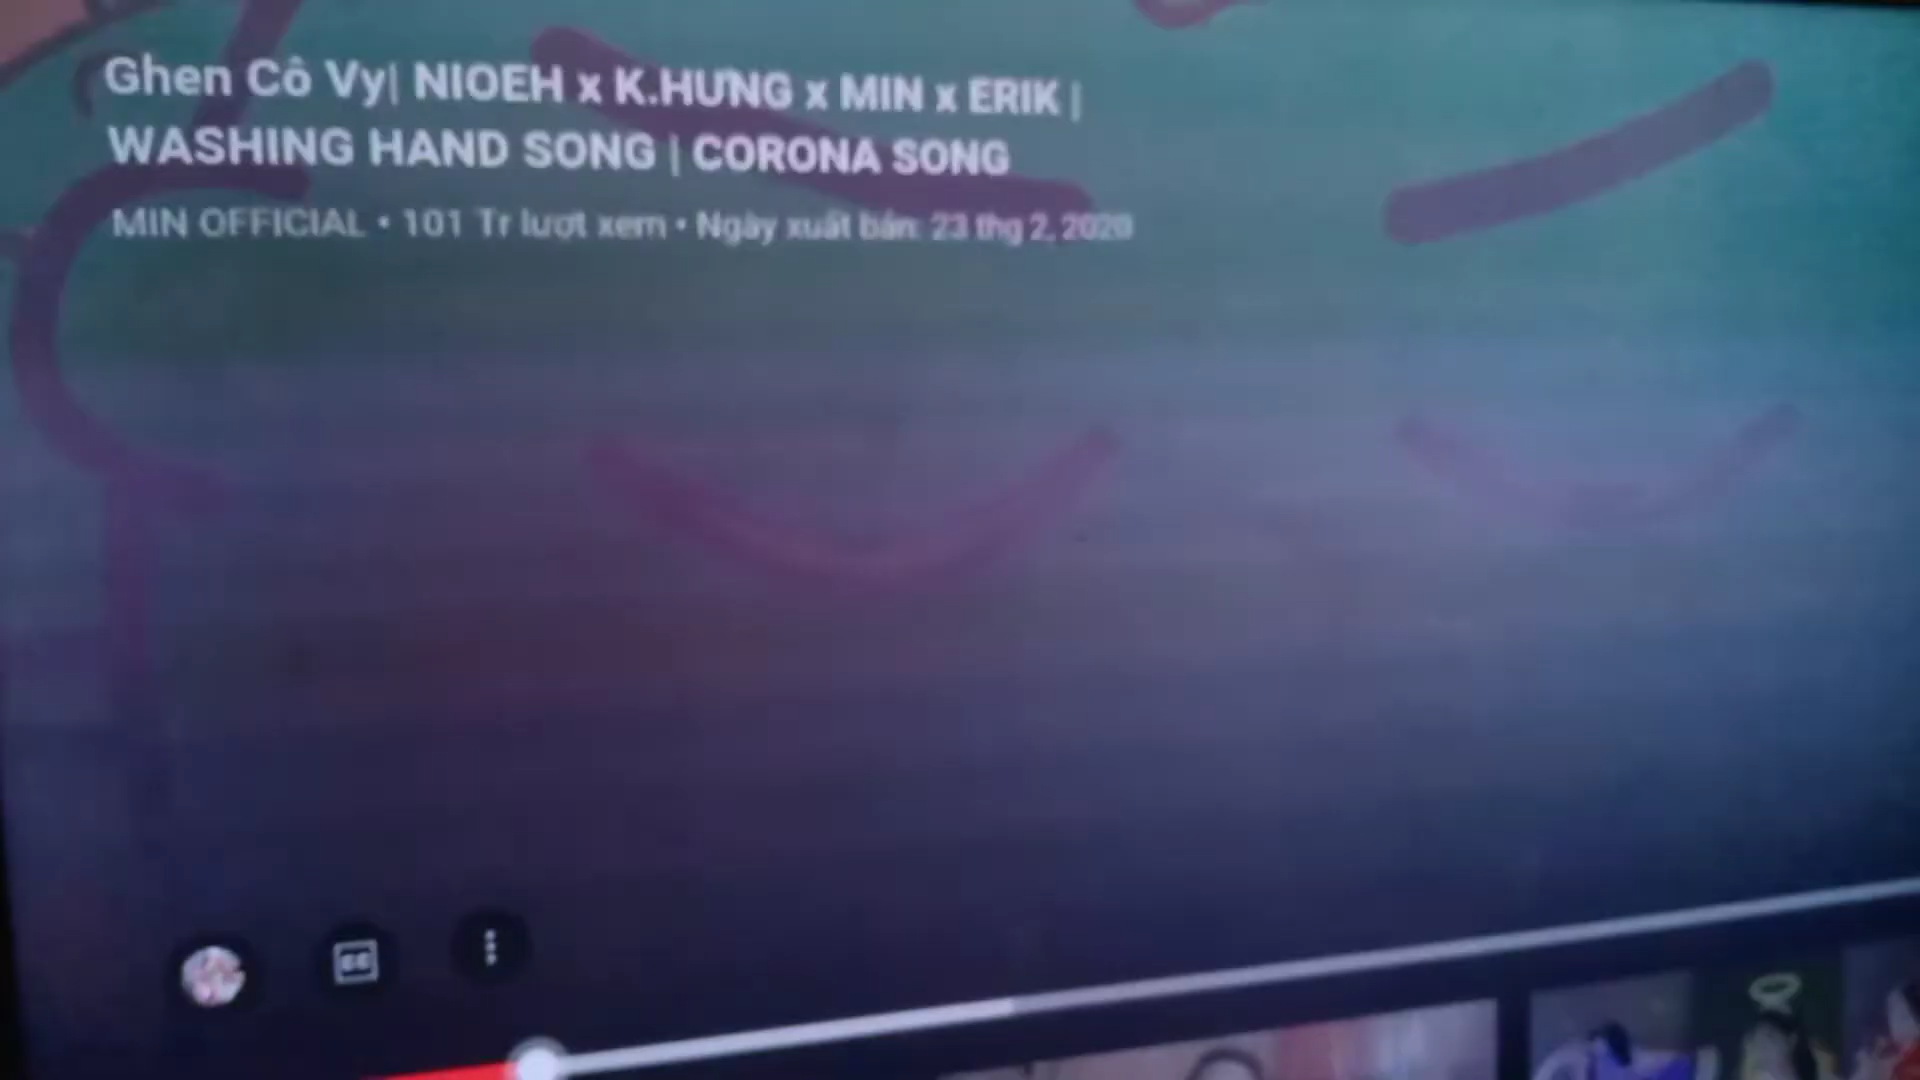 Ghen Cô Vy| NIOEH x K.HƯNG x MIN x ERIK |
WASHING HAND SONG | CORONA SONG
MIN OFFICIAL • 101 Tr lượt xem • Ngày xuất bản: 23 thg 2, 2020